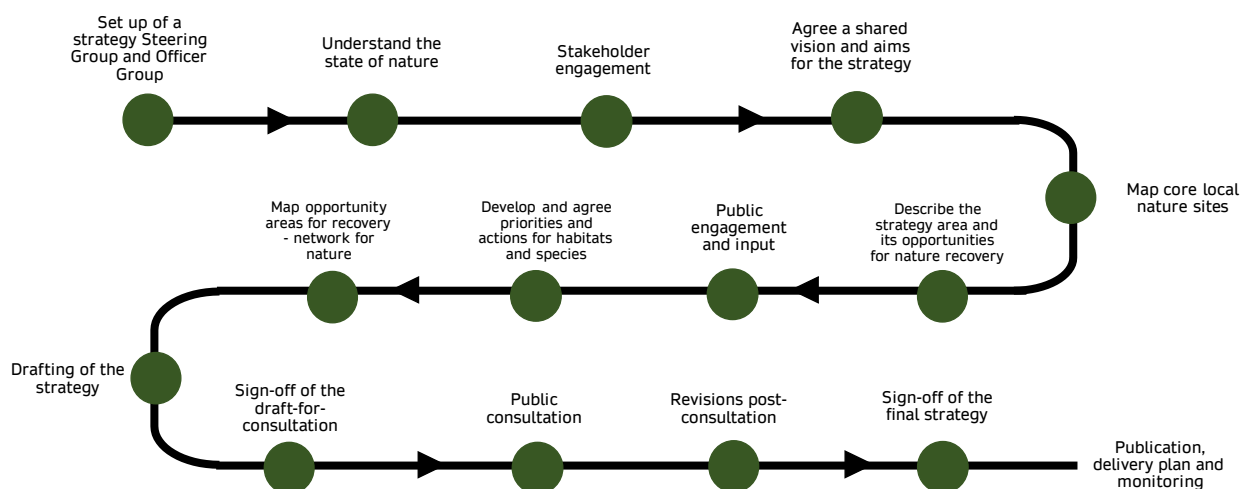 Set up of a
strategy Steering
Group and Officer
Group
Understand the
state of nature
Stakeholder
engagement
Agree a shared
vision and aims
for the strategy
Map core local
nature sites
Describe the
strategy area and
its opportunities
for nature recovery
Public
engagement
and input
Develop and agree
priorities and
actions for habitats
and species
Map opportunity
areas for recovery
- network for
nature
Drafting of the
strategy
Sign-off of the
draft-for-
consultation
Public
consultation
Revisions post-
consultation
Sign-off of the
final strategy
Publication,
delivery plan and
monitoring